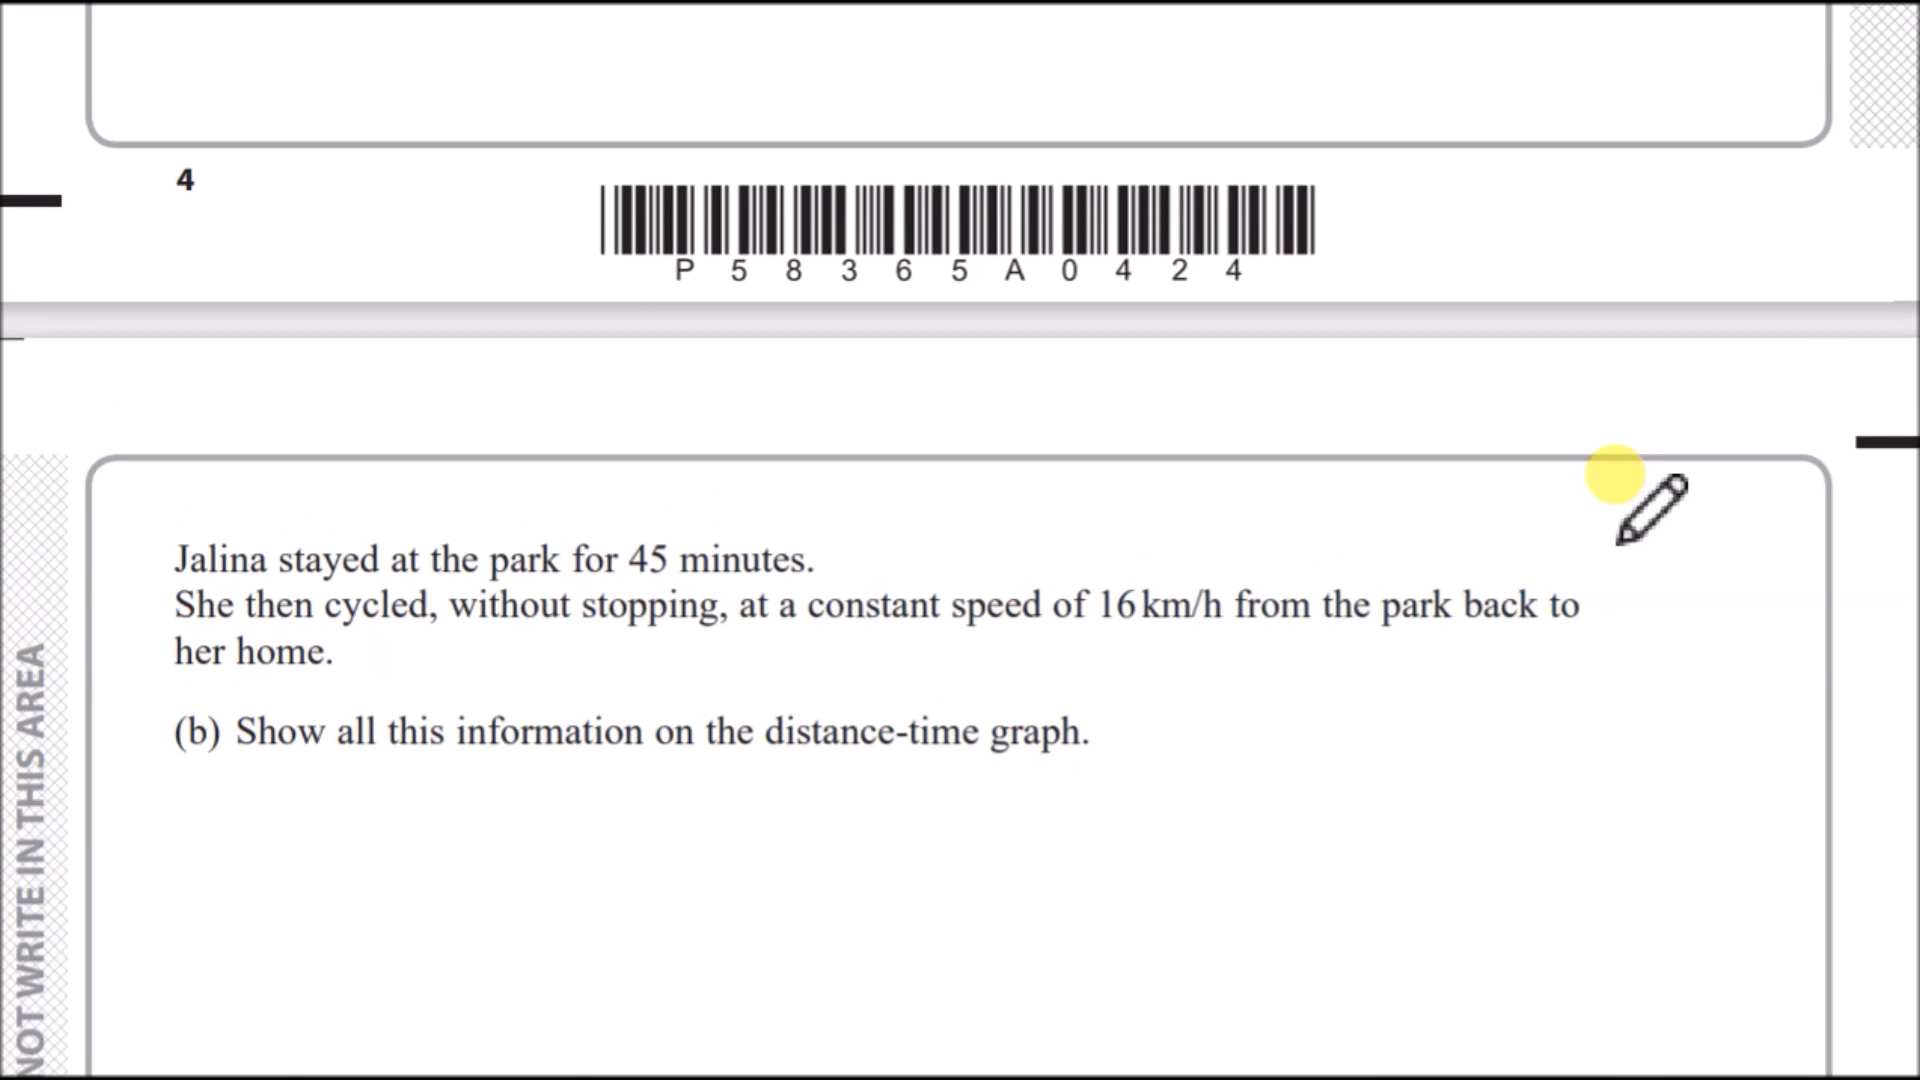 4
P 5 8 3 6 5 A 0 4 2 4
Jalina stayed at the park for 45 minutes.
She then cycled, without stopping, at a constant speed of 16 km/h from the park back to
her home.
(b) Show all this information on the distance-time graph.
NOT WRITE IN THIS AREA